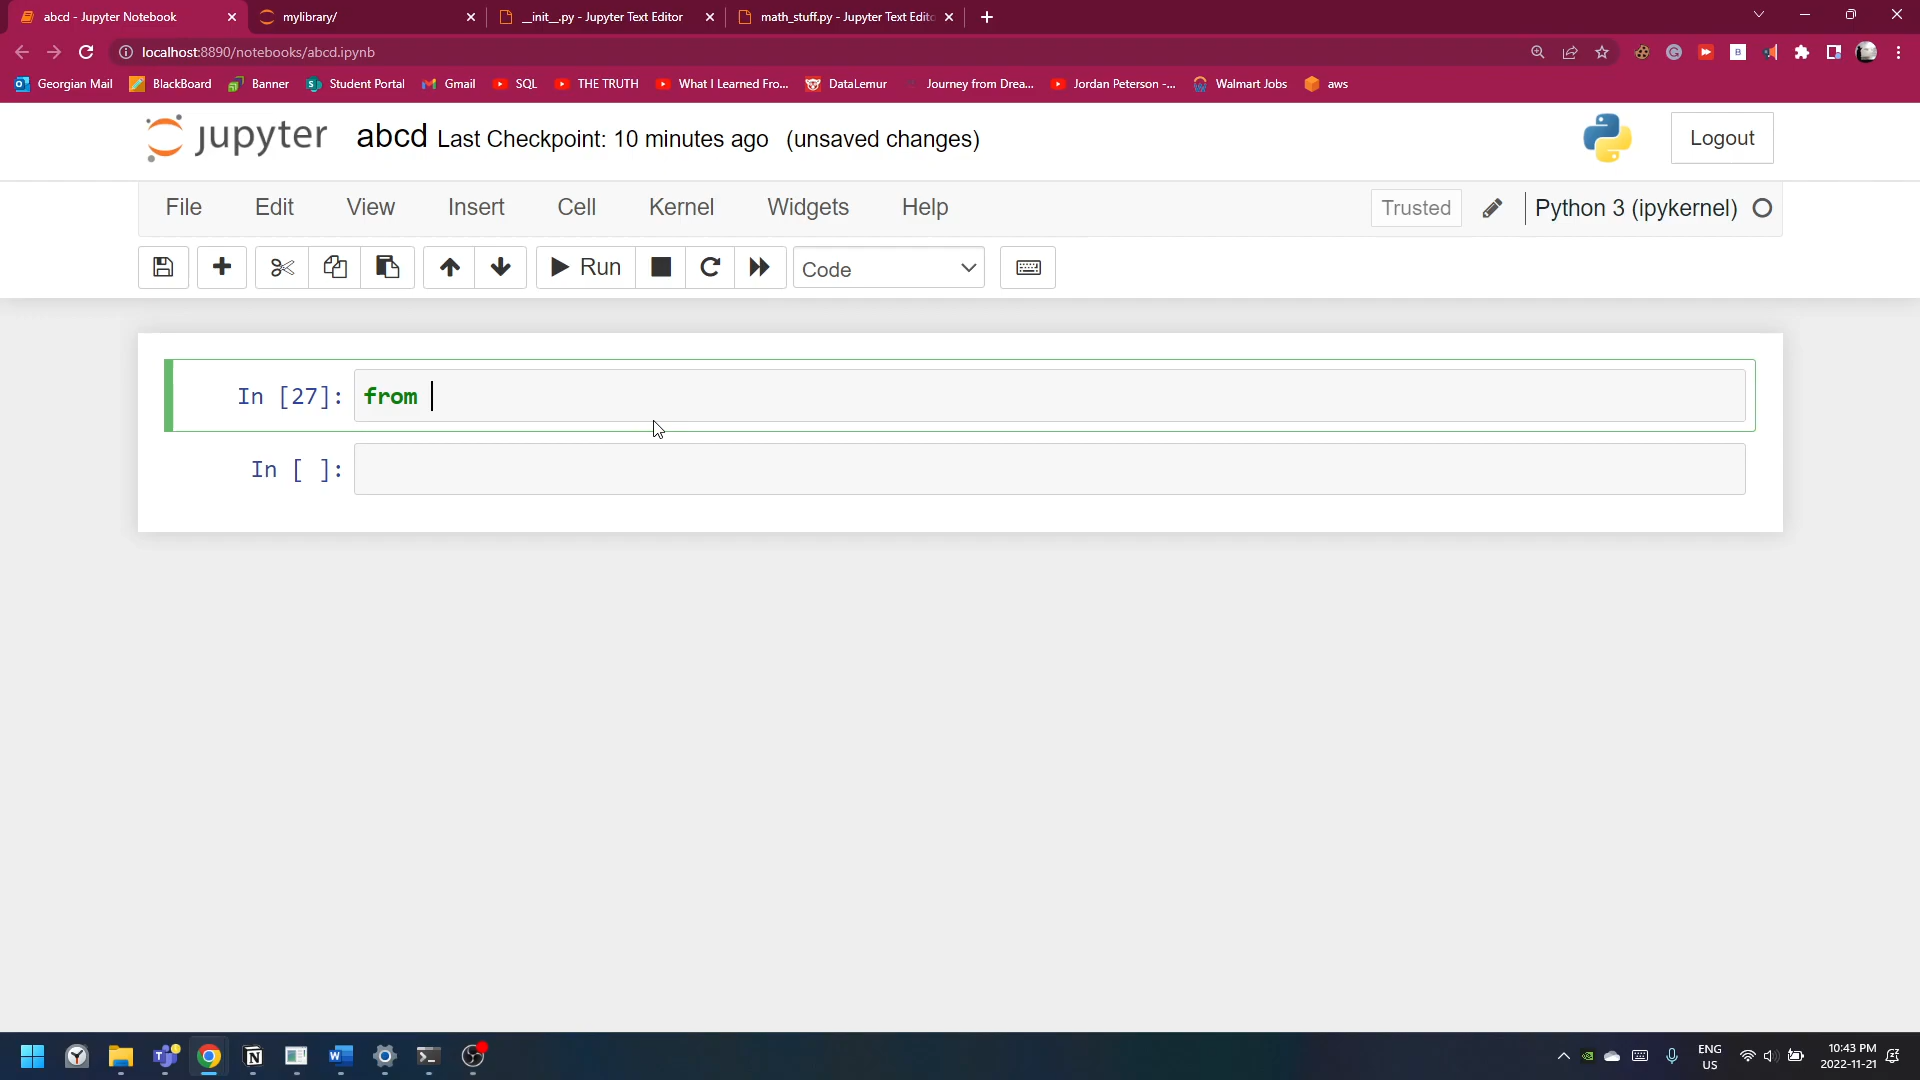 abcd - Jupyter Notebook
mylibrary/
__init__.py - Jupyter Text Editor
math_stuff.py - Jupyter Text Edito
localhost:8890/notebooks/abcd.ipynb
Georgian Mail
BlackBoard
Banner
Student Portal
Gmail
SQL
THE TRUTH
What I Learned Fro...
DataLemur
Journey from Drea...
Jordan Peterson -...
Walmart Jobs
aws
jupyter
abcd Last Checkpoint: 10 minutes ago (unsaved changes)
Logout
File Edit View Insert Cell Kernel Widgets Help
Trusted
Python 3 (ipykernel)
Run
Code
In [27]: from
In [ ]:
ENG
US
10:43 PM
2022-11-21